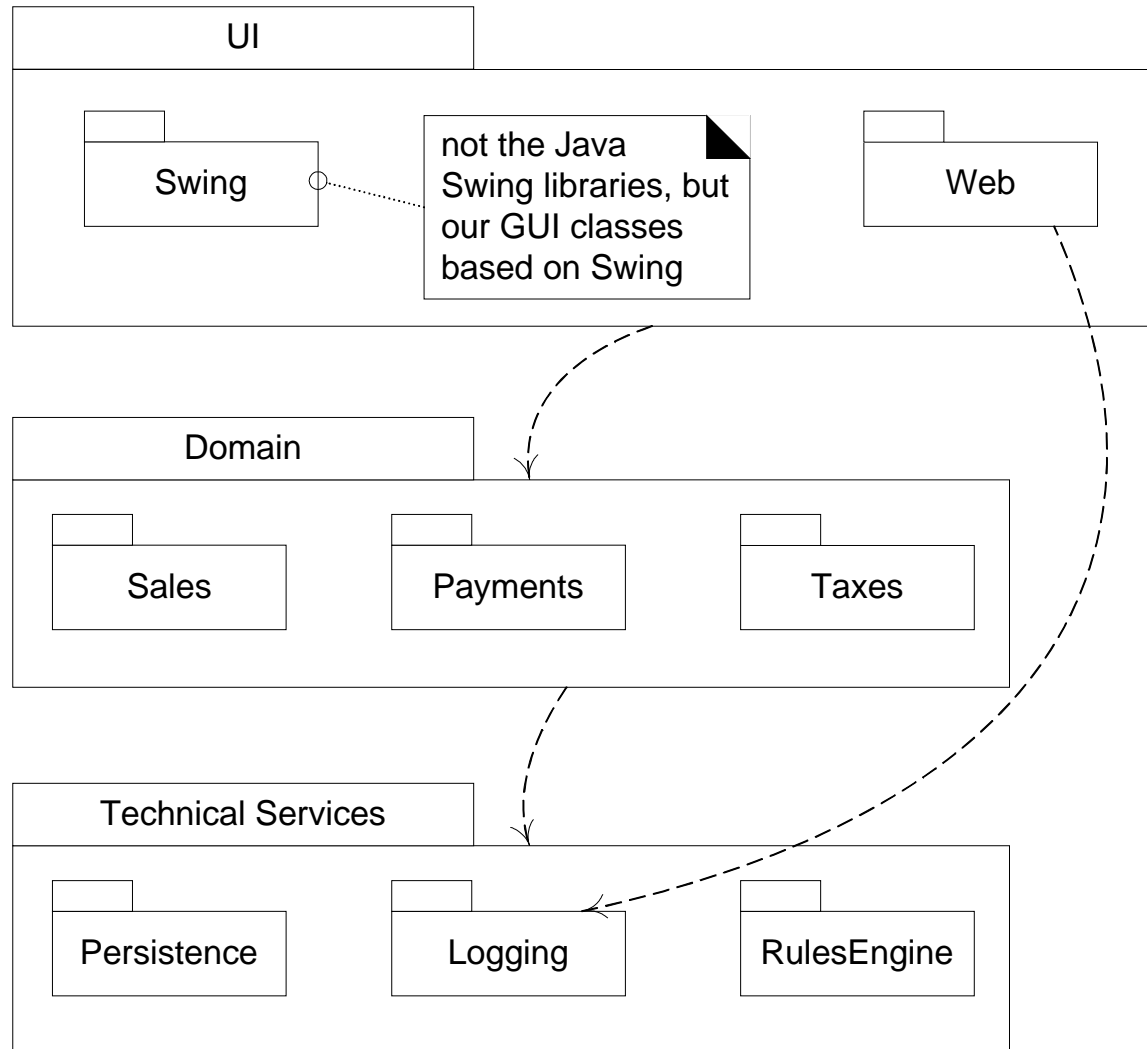 UI
Swing
not the Java
Swing libraries, but
our GUI classes
based on Swing
Web
Domain
Sales
Payments
Taxes
Technical Services
Persistence
Logging
RulesEngine